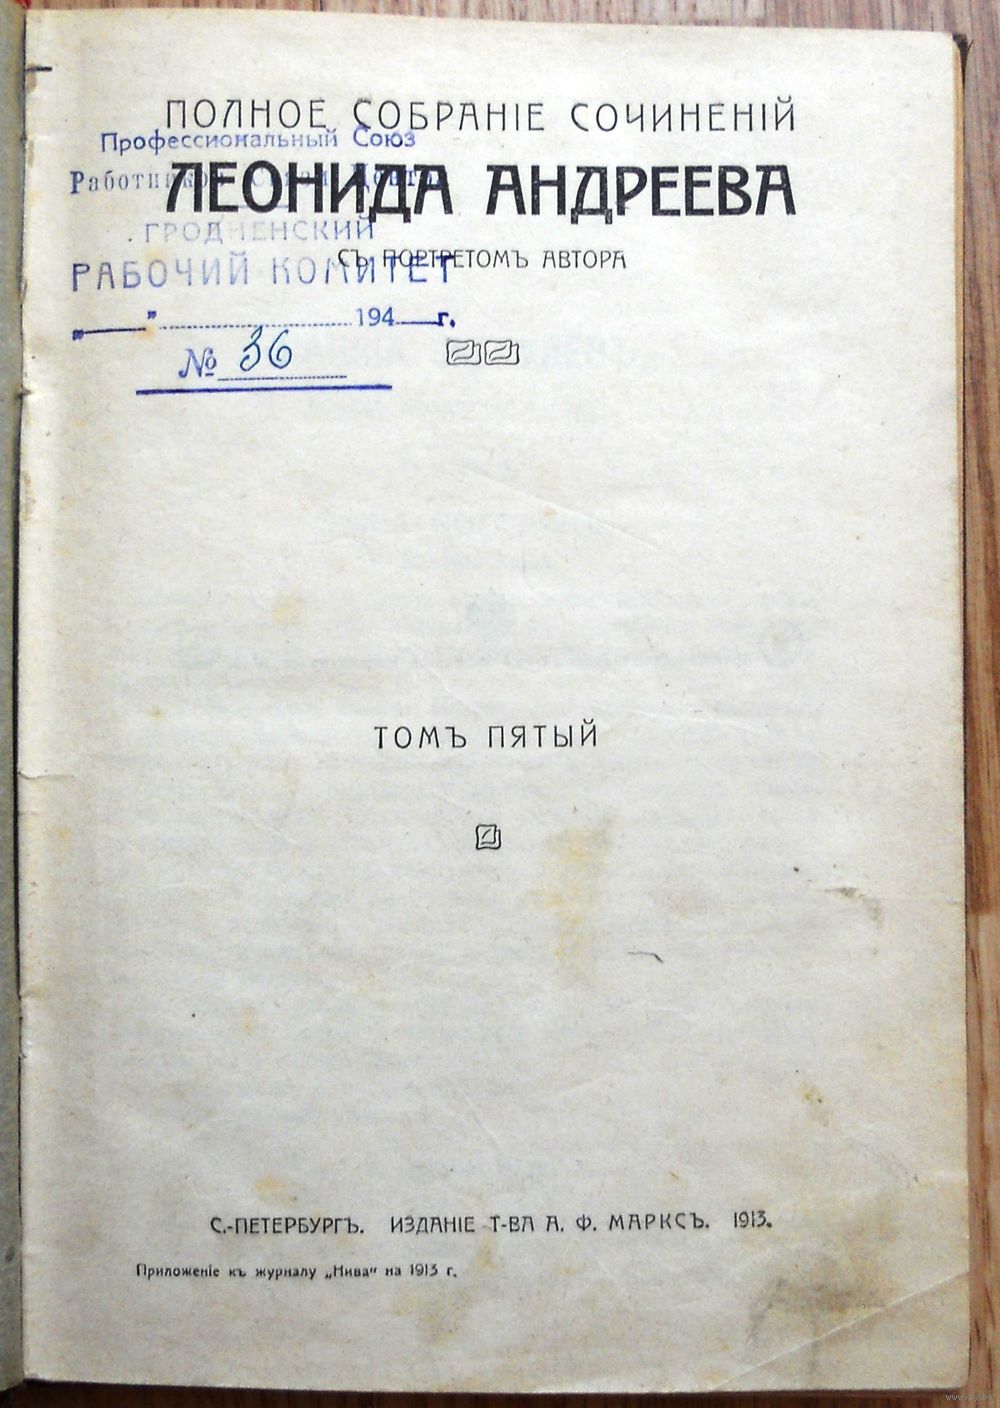 ПОЛНОЕ СОБРАНІЕ СОЧИНЕНІЙ
Профессиональный Союз
ЛЕОНИДА АНДРЕЕВА
ГРОДНЕНСКИЙ
СЪ ПОРТРЕТОМЪ АВТОРА
РАБОЧИЙ КОМИТЕТ
„ ” 194 г.
№ 36
ТОМЪ ПЯТЫЙ
С.-ПЕТЕРБУРГЪ. ИЗДАНІЕ Т-ВА А. Ф. МАРКСЪ. 1913.
Приложеніе къ журналу „Нива“ на 1913 г.